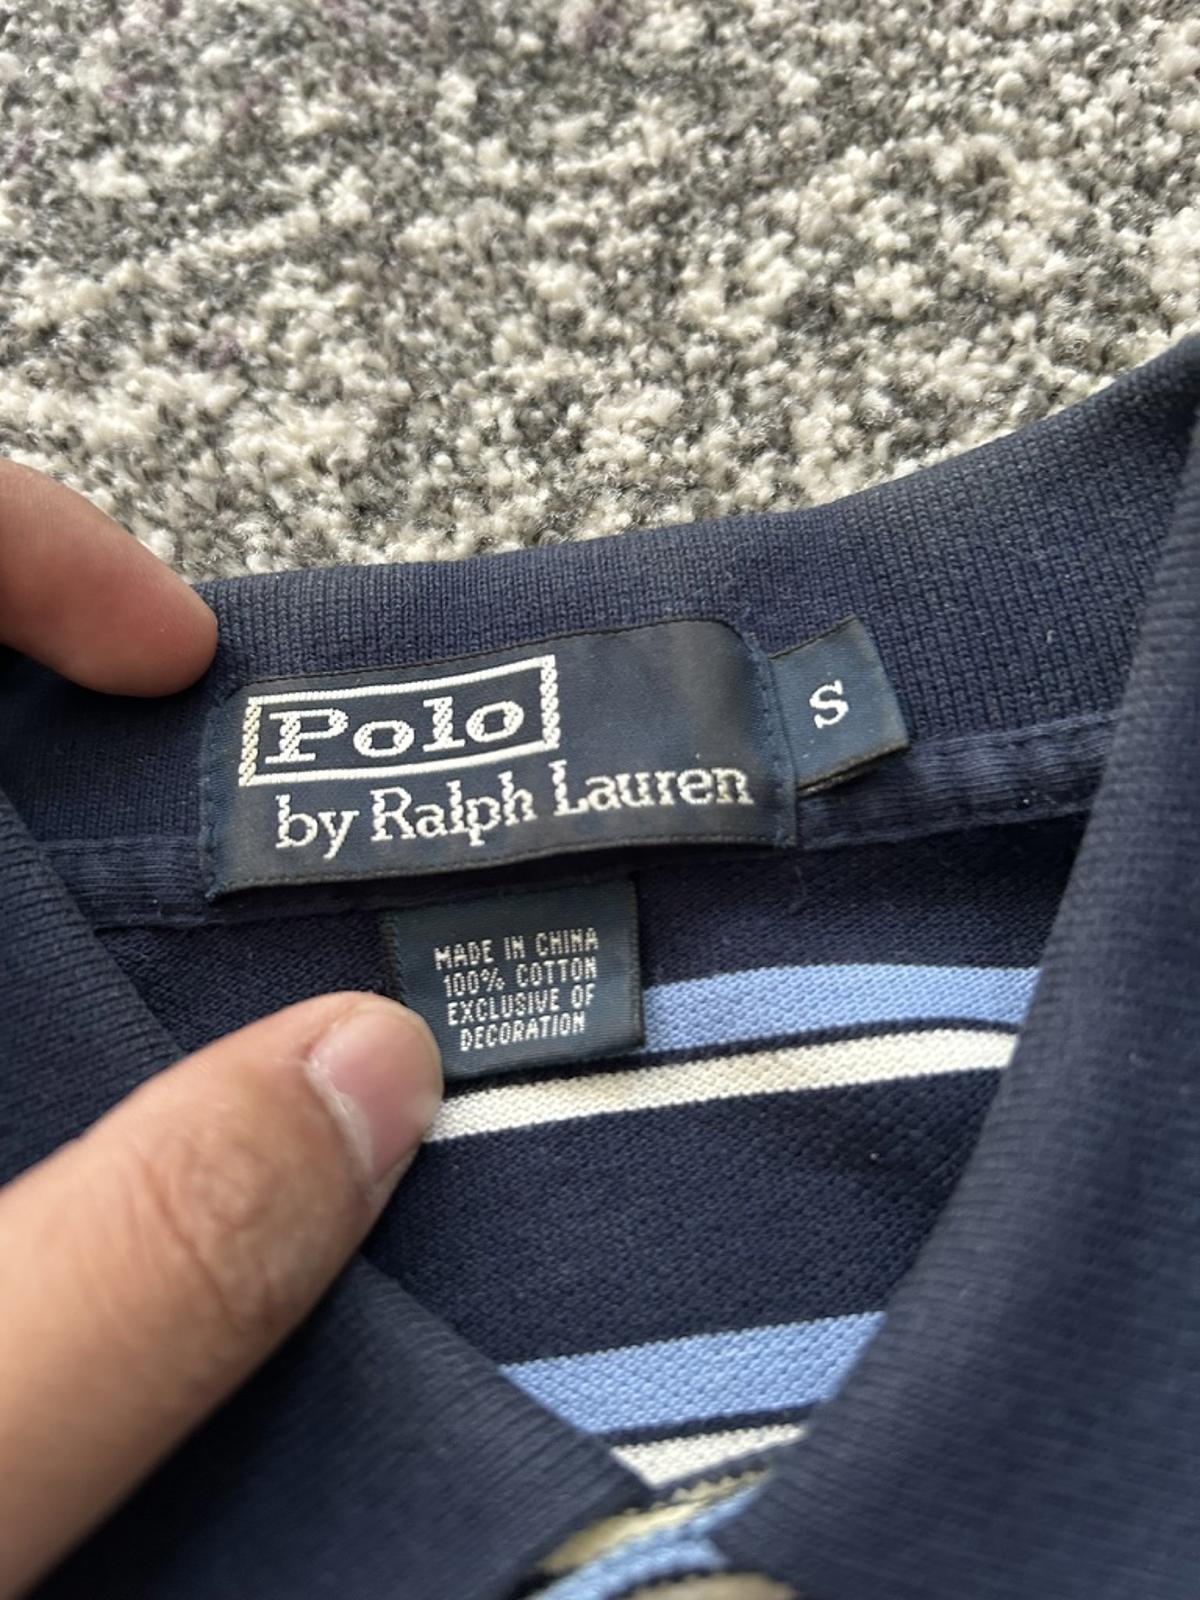 Polo
by Ralph Lauren
S
MADE IN CHINA
100% COTTON
EXCLUSIVE OF
DECORATION